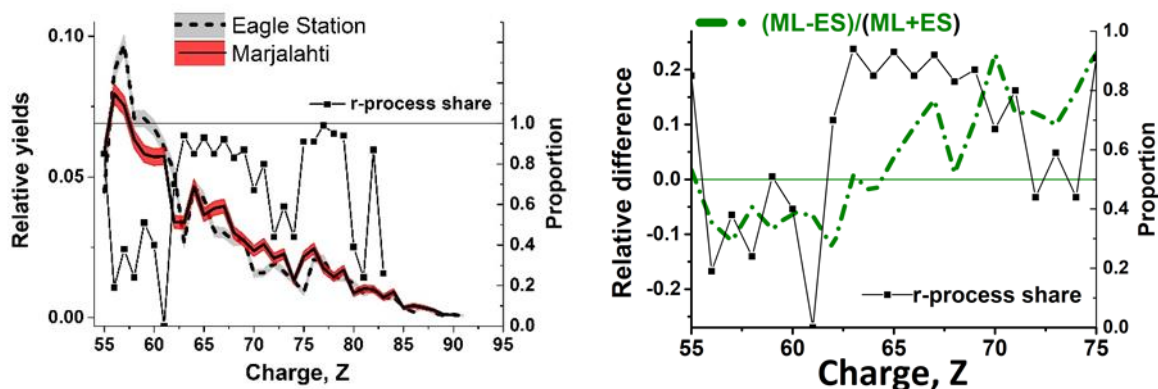 Eagle Station
Marjalahti
r-process share
Relative yields
0.10
0.05
0.00
1.0
0.8
0.6
0.4
0.2
0.0
Proportion
55 60 65 70 75 80 85 90 95
Charge, Z
(ML-ES)/(ML+ES)
r-process share
Relative difference
0.2
0.1
0.0
-0.1
-0.2
1.0
0.8
0.6
0.4
0.2
0.0
Proportion
55 60 65 70 75
Charge, Z